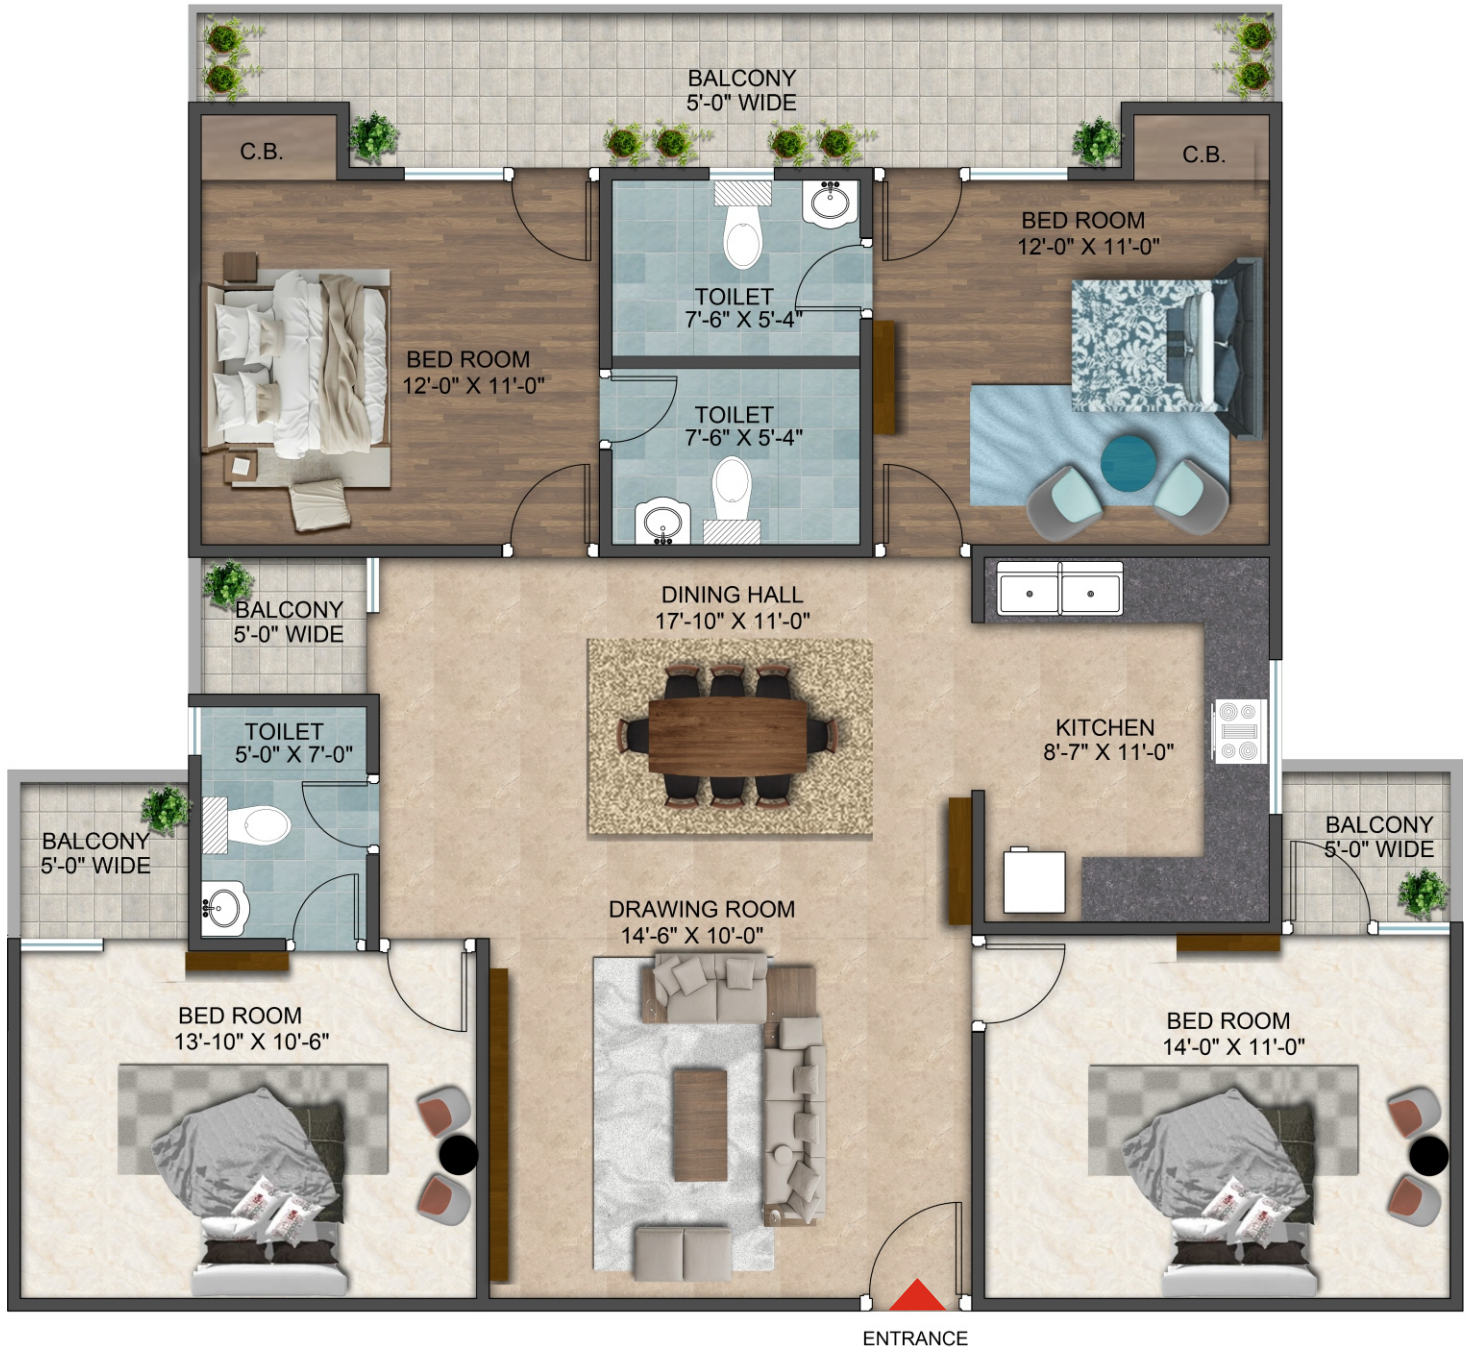 BALCONY
5'-0" WIDE
C.B.
C.B.
BED ROOM
12'-0" X 11'-0"
TOILET
7'-6" X 5'-4"
BED ROOM
12'-0" X 11'-0"
TOILET
7'-6" X 5'-4"
BALCONY
5'-0" WIDE
DINING HALL
17'-10" X 11'-0"
TOILET
5'-0" X 7'-0"
KITCHEN
8'-7" X 11'-0"
BALCONY
5'-0" WIDE
BALCONY
5'-0" WIDE
DRAWING ROOM
14'-6" X 10'-0"
BED ROOM
13'-10" X 10'-6"
BED ROOM
14'-0" X 11'-0"
ENTRANCE